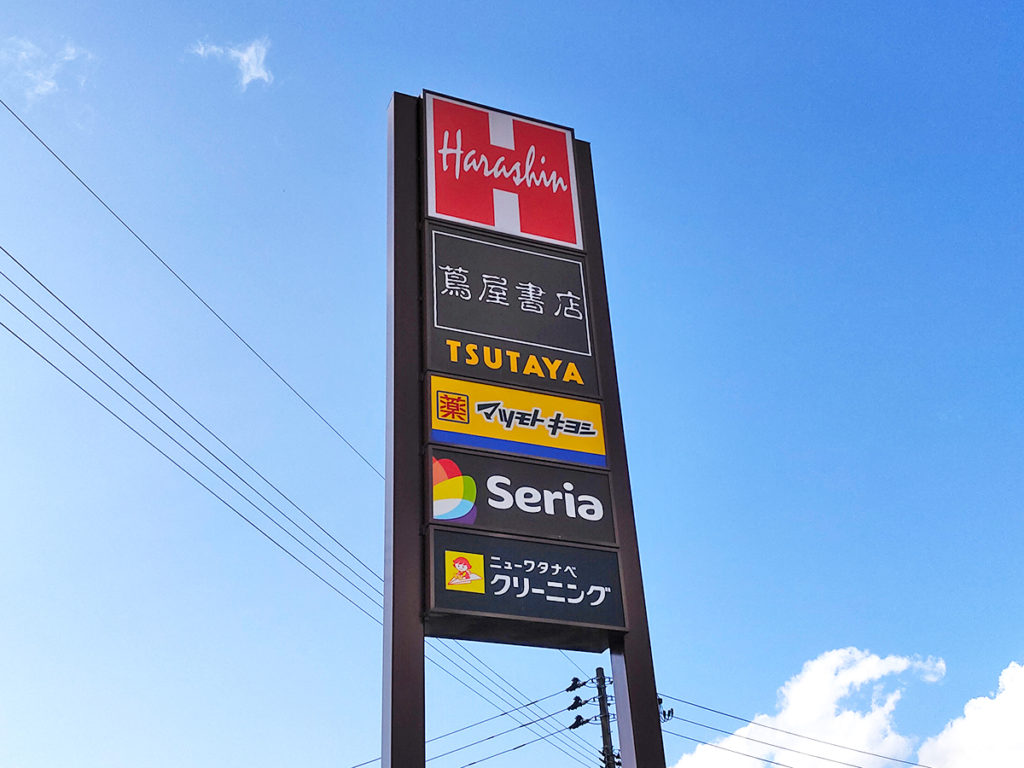 Harashin
蔦屋書店
TSUTAYA
薬 マツモトキヨシ
Seria
ニューワタナベ
クリーニング